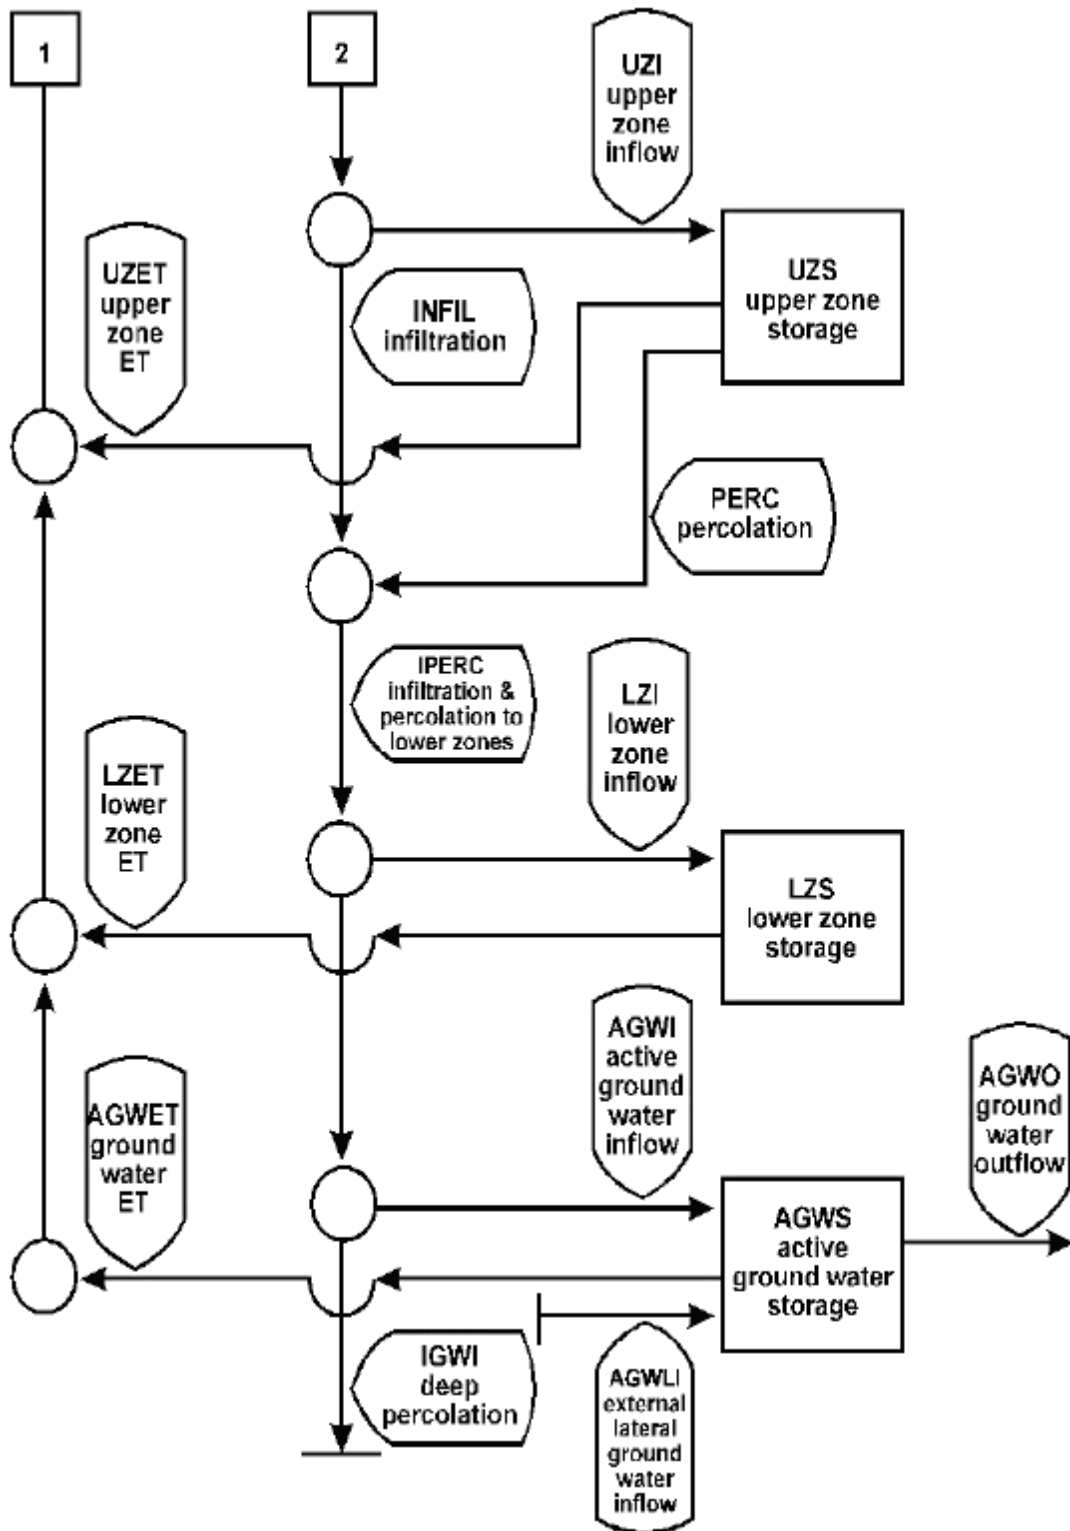 1
2
UZI
upper
zone
inflow
UZET
upper
zone
ET
INFIL
infiltration
UZS
upper zone
storage
PERC
percolation
IPERC
infiltration &
percolation to
lower zones
LZI
lower
zone
inflow
LZET
lower
zone
ET
LZS
lower zone
storage
AGWI
active
ground
water
inflow
AGWO
ground
water
outflow
AGWET
ground
water
ET
AGWS
active
ground water
storage
IGWI
deep
percolation
AGWLI
external
lateral
ground
water
inflow